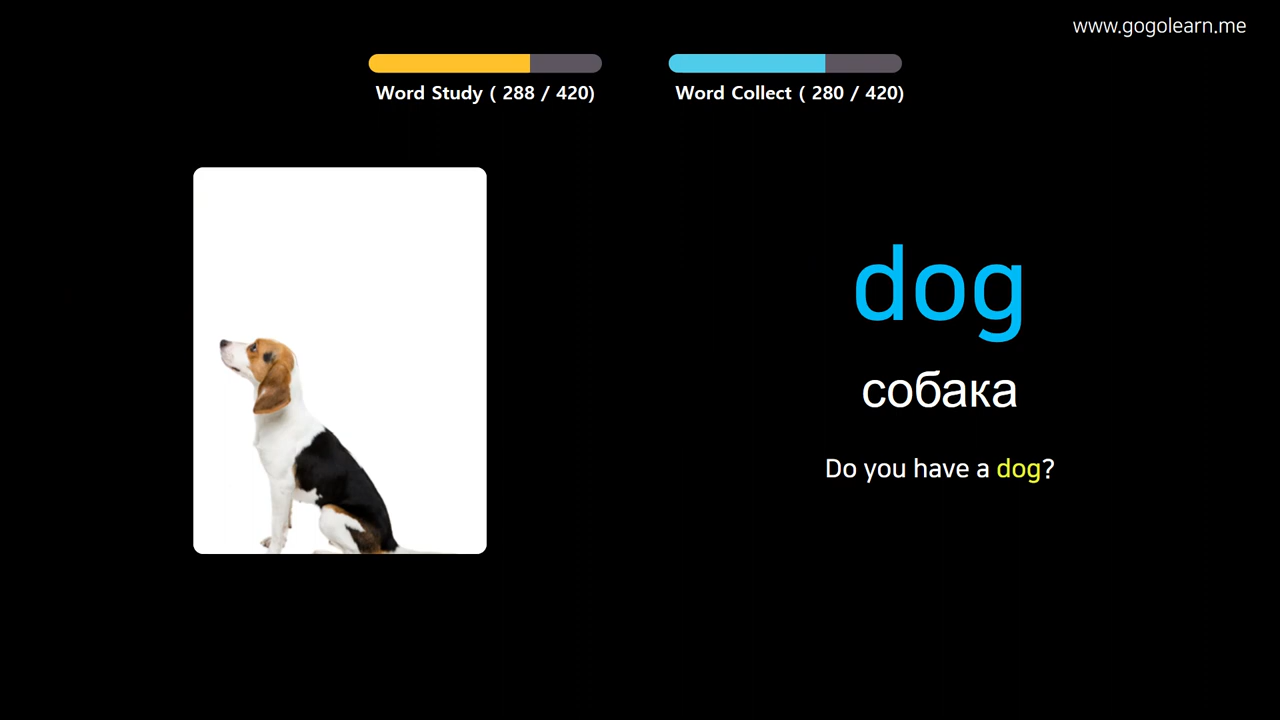 www.gogolearn.me
Word Study ( 288 / 420)
Word Collect ( 280 / 420)
dog
собака
Do you have a dog?